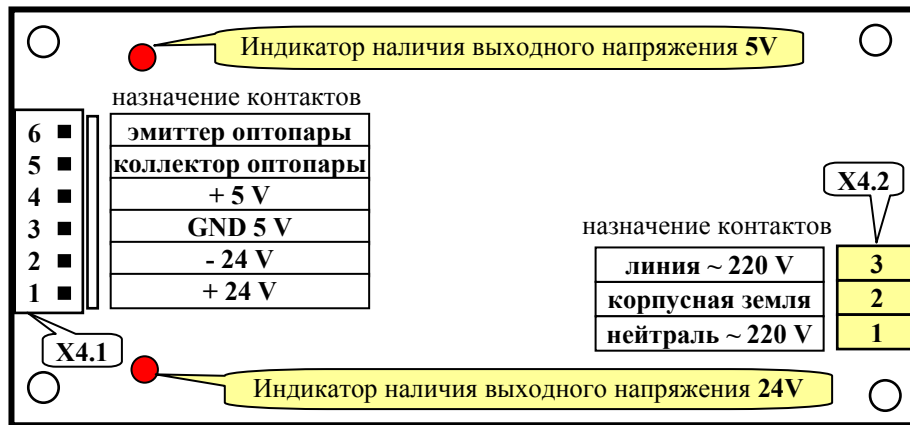 Индикатор наличия выходного напряжения 5V
назначение контактов
6 эмиттер оптопары
5 коллектор оптопары
4 + 5 V
3 GND 5 V
2 - 24 V
1 + 24 V
X4.1
X4.2
назначение контактов
линия ~ 220 V 3
корпусная земля 2
нейтраль ~ 220 V 1
Индикатор наличия выходного напряжения 24V